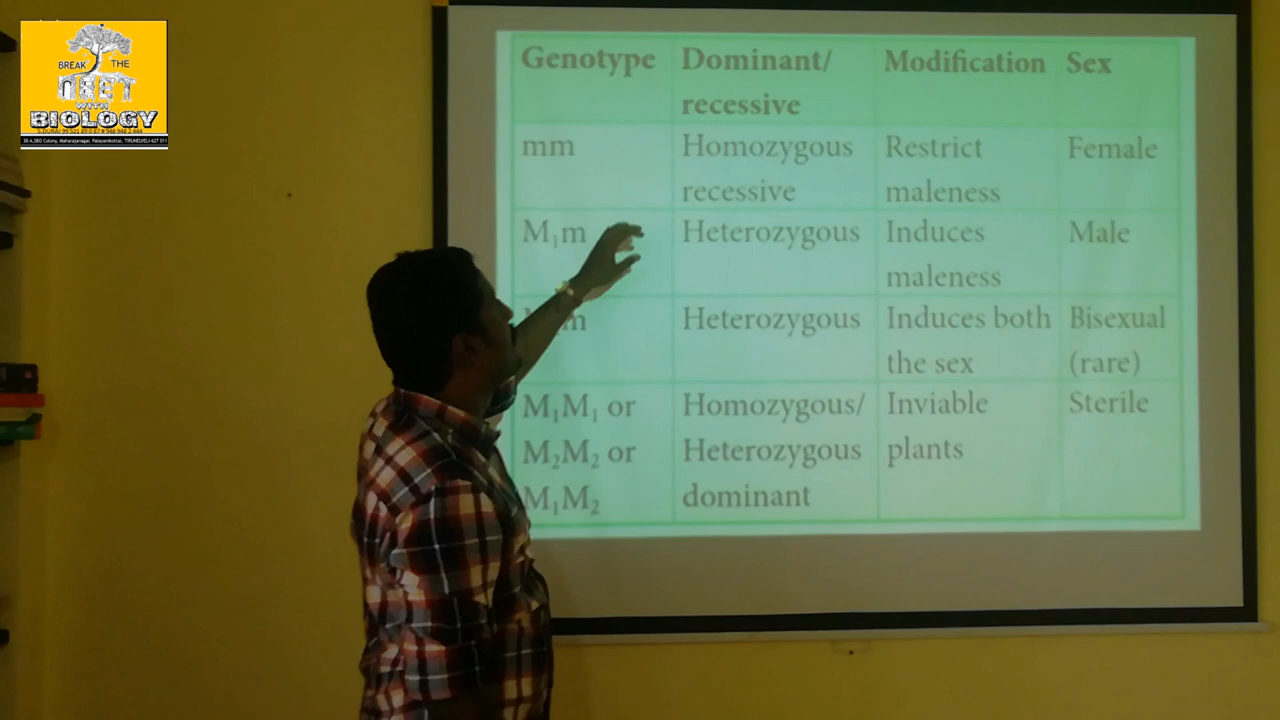 BREAK THE
NEET
WITH
BIOLOGY
Genotype Dominant/ Modification Sex
recessive
mm Homozygous Restrict Female
recessive maleness
M₁m Heterozygous Induces Male
maleness
m Heterozygous Induces both Bisexual
the sex (rare)
M₁M₁ or Homozygous/ Inviable Sterile
M₂M₂ or Heterozygous plants
M₁M₂ dominant